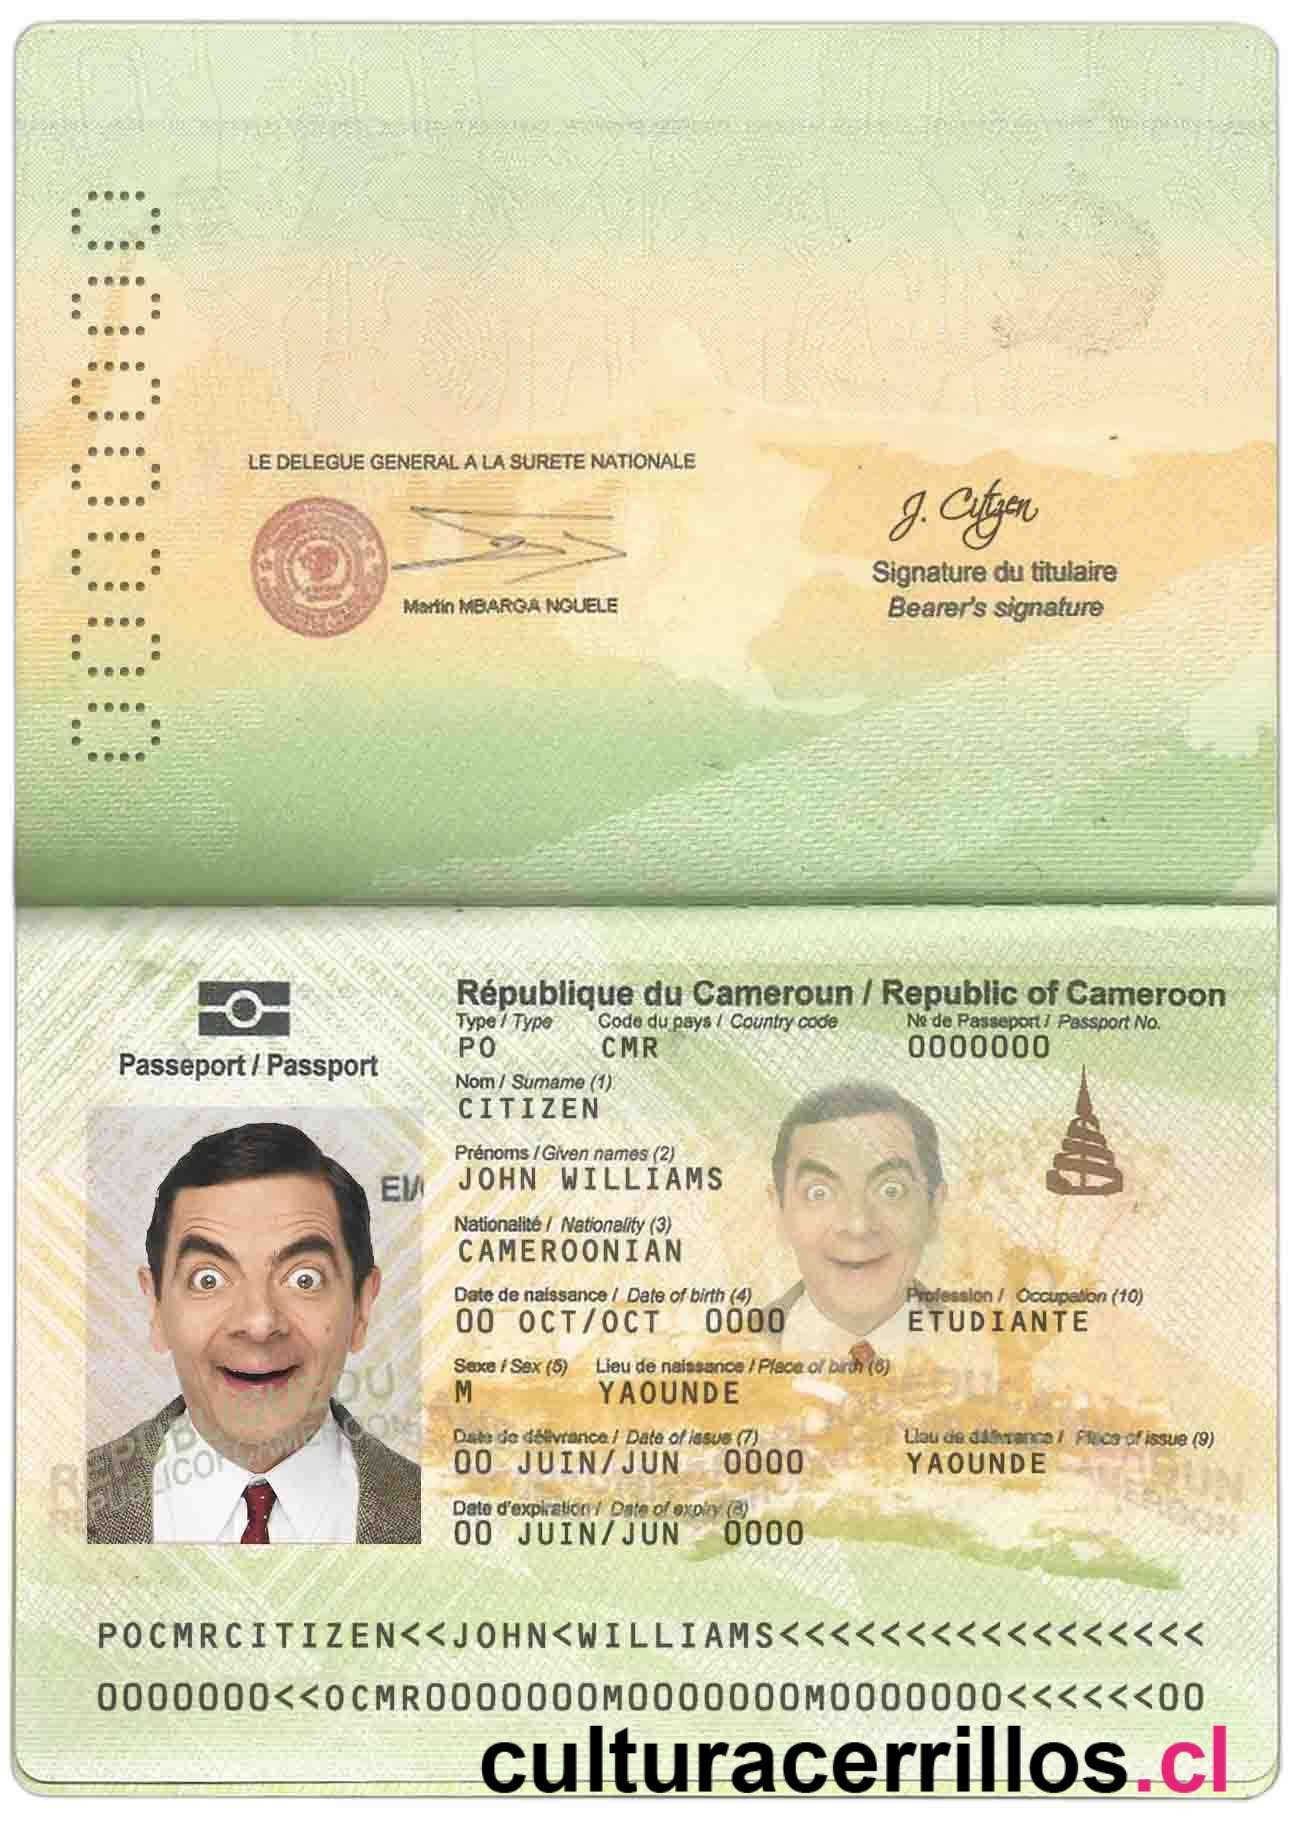 LE DELEGUE GENERAL A LA SURETE NATIONALE
J. Citizen
Signature du titulaire
Bearer's signature
Martin MBARGA NGUELE
République du Cameroun / Republic of Cameroon
Type / Type Code du pays / Country code № de Passeport / Passport No.
PO CMR 0000000
Passeport / Passport
Nom / Surname (1)
CITIZEN
Prénoms / Given names (2)
JOHN WILLIAMS
Nationalité / Nationality (3)
CAMEROONIAN
Date de naissance / Date of birth (4) Profession / Occupation (10)
00 OCT/OCT 0000 ETUDIANTE
Sexe / Sex (5) Lieu de naissance / Place of birth (6)
M YAOUNDE
Date de délivrance / Date of issue (7) Lieu de délivrance / Place of issue (9)
00 JUIN/JUN 0000 YAOUNDE
Date d'expiration / Date of expiry (8)
00 JUIN/JUN 0000
POCMRCITIZEN<<JOHN<WILLIAMS<<<<<<<<<<<<<<<<<
0000000<<0CMR0000000M0000000M0000000<<<<<<00
culturacerrillos.cl